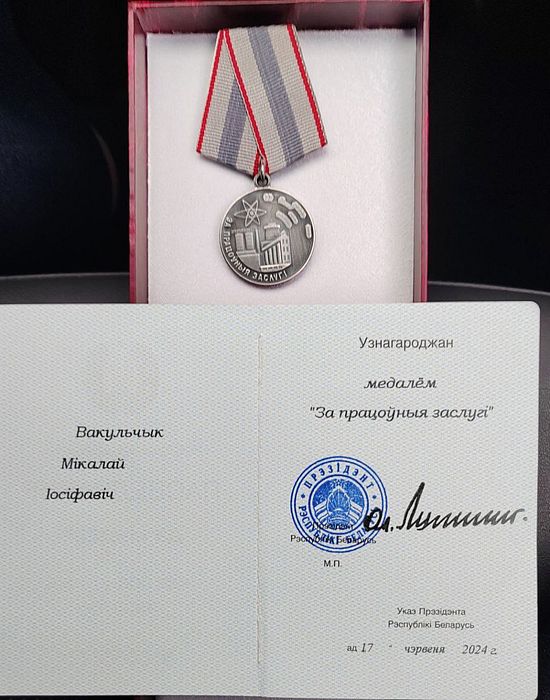 ЗА ПРАЦОЎНЫЯ ЗАСЛУГІ
Вакульчык
Мікалай
Іосіфавіч
Узнагароджан
медалём
"За працоўныя заслугі"
ПРЭЗІДЭНТ
РЭСПУБЛІКІ БЕЛАРУСЬ
Прэзідэнт
Рэспублікі Беларусь
М.П.
Указ Прэзідэнта
Рэспублікі Беларусь
ад 17 " чэрвеня 2024 г.